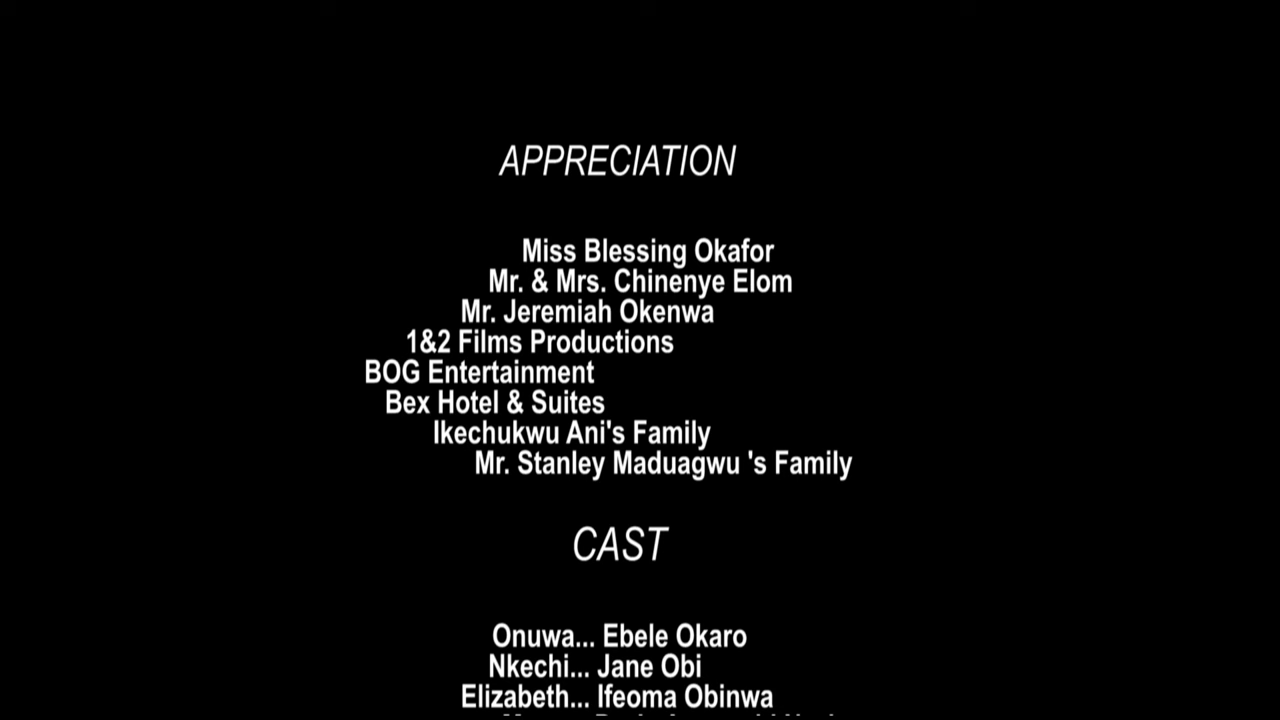 APPRECIATION
Miss Blessing Okafor
Mr. & Mrs. Chinenye Elom
Mr. Jeremiah Okenwa
1&2 Films Productions
BOG Entertainment
Bex Hotel & Suites
Ikechukwu Ani's Family
Mr. Stanley Maduagwu 's Family
CAST
Onuwa... Ebele Okaro
Nkechi... Jane Obi
Elizabeth... Ifeoma Obinwa